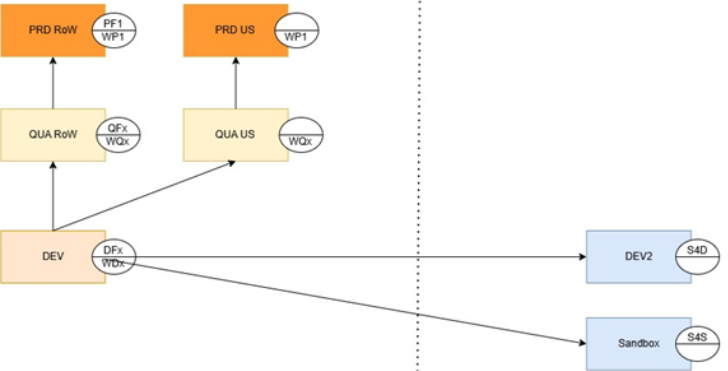 PRD RoW
PF1
WP1
PRD US
WP1
QUA RoW
QFx
WQx
QUA US
WQx
DEV
DFx
WDx
DEV2
S4D
Sandbox
S4S